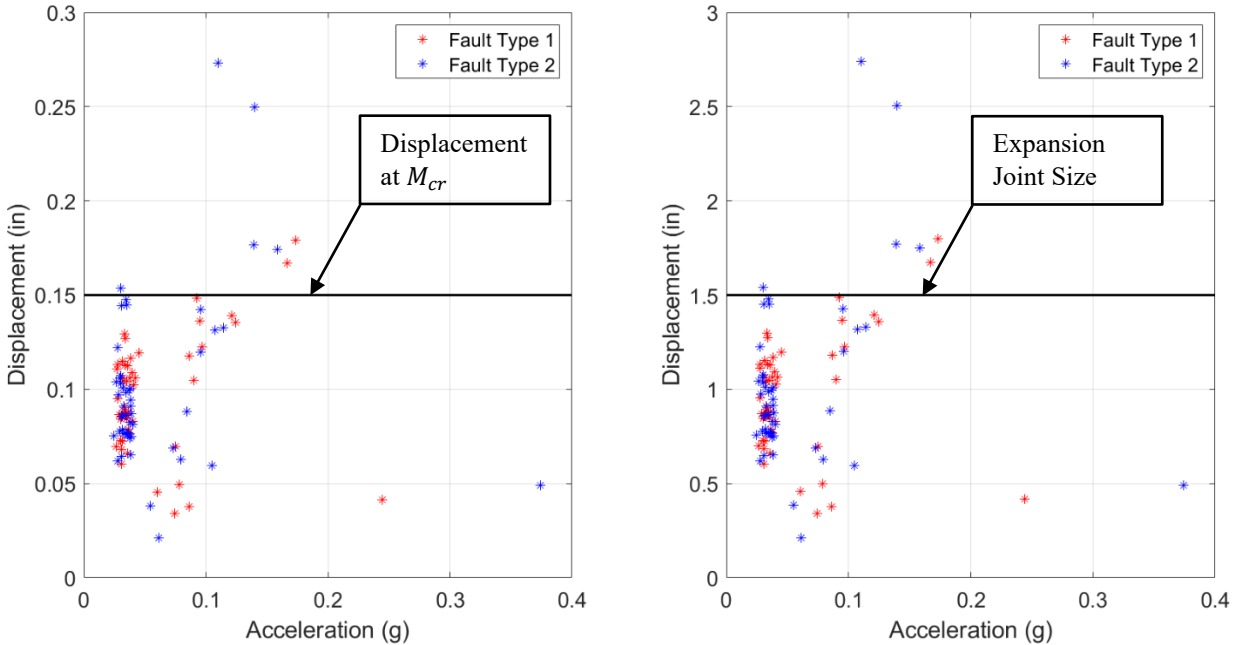 0.3
0.25
0.2
0.15
0.1
0.05
0
0
0.1
0.2
0.3
0.4
Displacement (in)
Acceleration (g)
Fault Type 1
Fault Type 2
Displacement
at M_cr
3
2.5
2
1.5
1
0.5
0
0
0.1
0.2
0.3
0.4
Displacement (in)
Acceleration (g)
Fault Type 1
Fault Type 2
Expansion
Joint Size